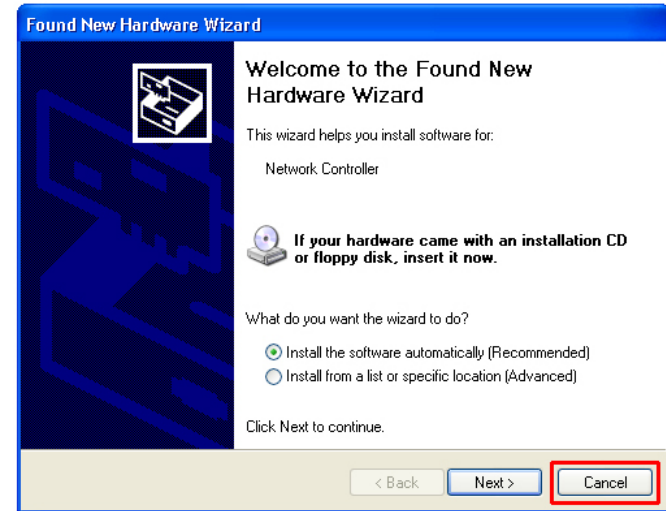 Found New Hardware Wizard
Welcome to the Found New
Hardware Wizard
This wizard helps you install software for:
Network Controller
If your hardware came with an installation CD
or floppy disk, insert it now.
What do you want the wizard to do?
Install the software automatically (Recommended)
Install from a list or specific location (Advanced)
Click Next to continue.
< Back Next > Cancel